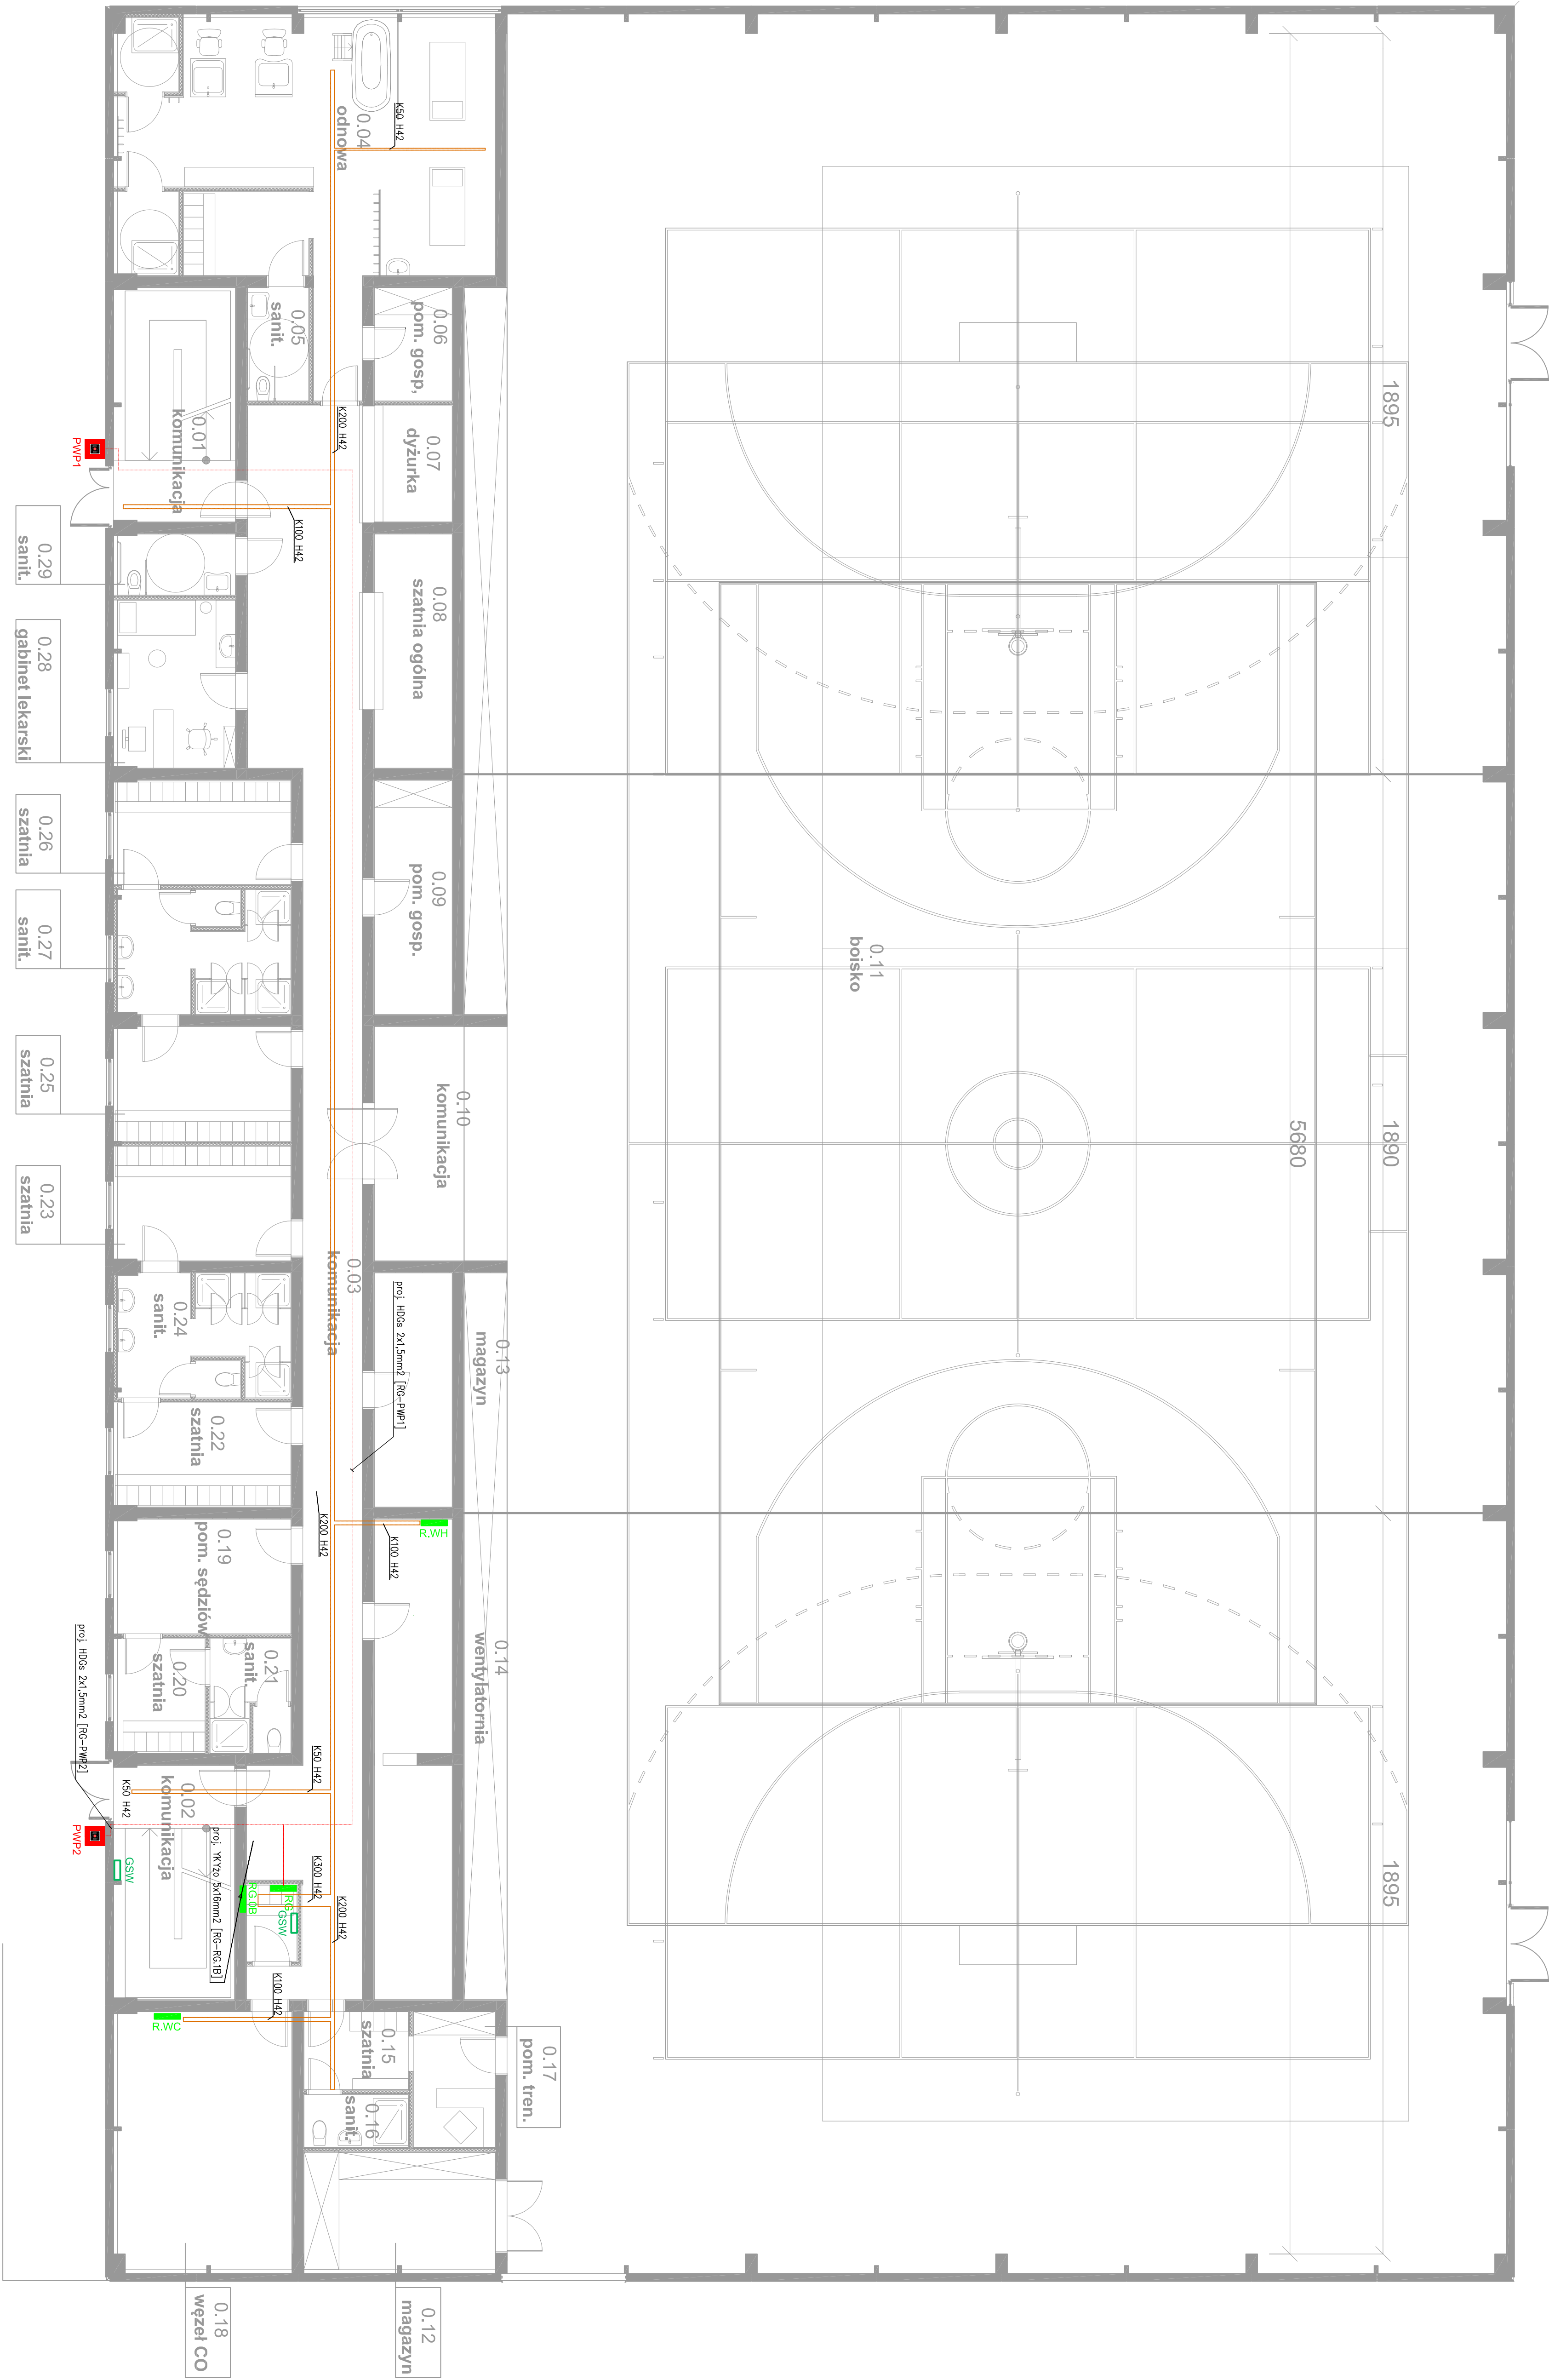 0.04
odnowa
K50 H42
0.05
sanit.
0.06
pom. gosp,
0.01
komunikacja
K200 H42
0.07
dyżurka
PWP1
K100 H42
0.29
sanit.
0.28
gabinet lekarski
0.08
szatnia ogólna
0.26
szatnia
0.27
sanit.
0.09
pom. gosp.
0.11
boisko
1895
1890
5680
1895
0.25
szatnia
0.10
komunikacja
0.23
szatnia
0.03
komunikacja
0.24
sanit.
proj. HDGs 2x1,5mm2 [RG-PWP1]
0.13
magazyn
0.22
szatnia
K200 H42
R.WH
K100 H42
0.19
pom. sędziów
0.20
szatnia
0.21
sanit.
0.14
wentylatornia
proj. HDGs 2x1,5mm2 [RG-PWP2]
K50 H42
K50 H42
0.02
komunikacja
PWP2
GSW
proj. YKYżo 5x16mm2 [RG-RG.1B]
RG.0B
RG
GSW
K300 H42
K200 H42
K100 H42
R.WC
0.15
szatnia
0.16
sanit.
0.17
pom. tren.
0.18
węzeł CO
0.12
magazyn